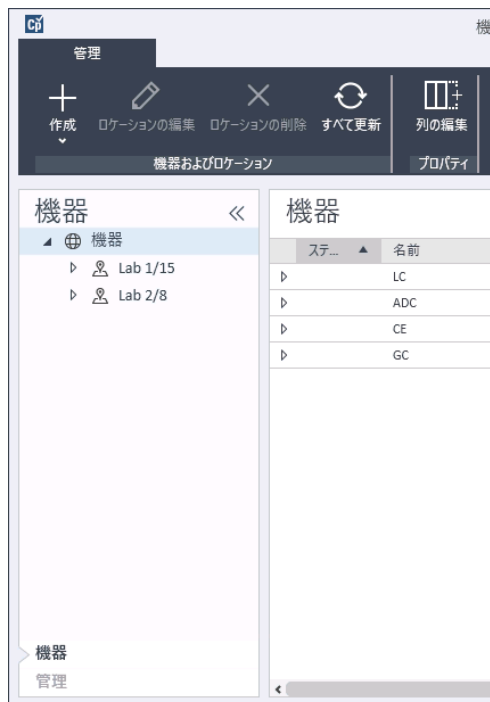 Cp
機
管理
作成 ロケーションの編集 ロケーションの削除 すべて更新 列の編集
機器およびロケーション プロパティ
機器
機器
Lab 1/15
Lab 2/8
機器
管理
機器
ステ... 名前
LC
ADC
CE
GC